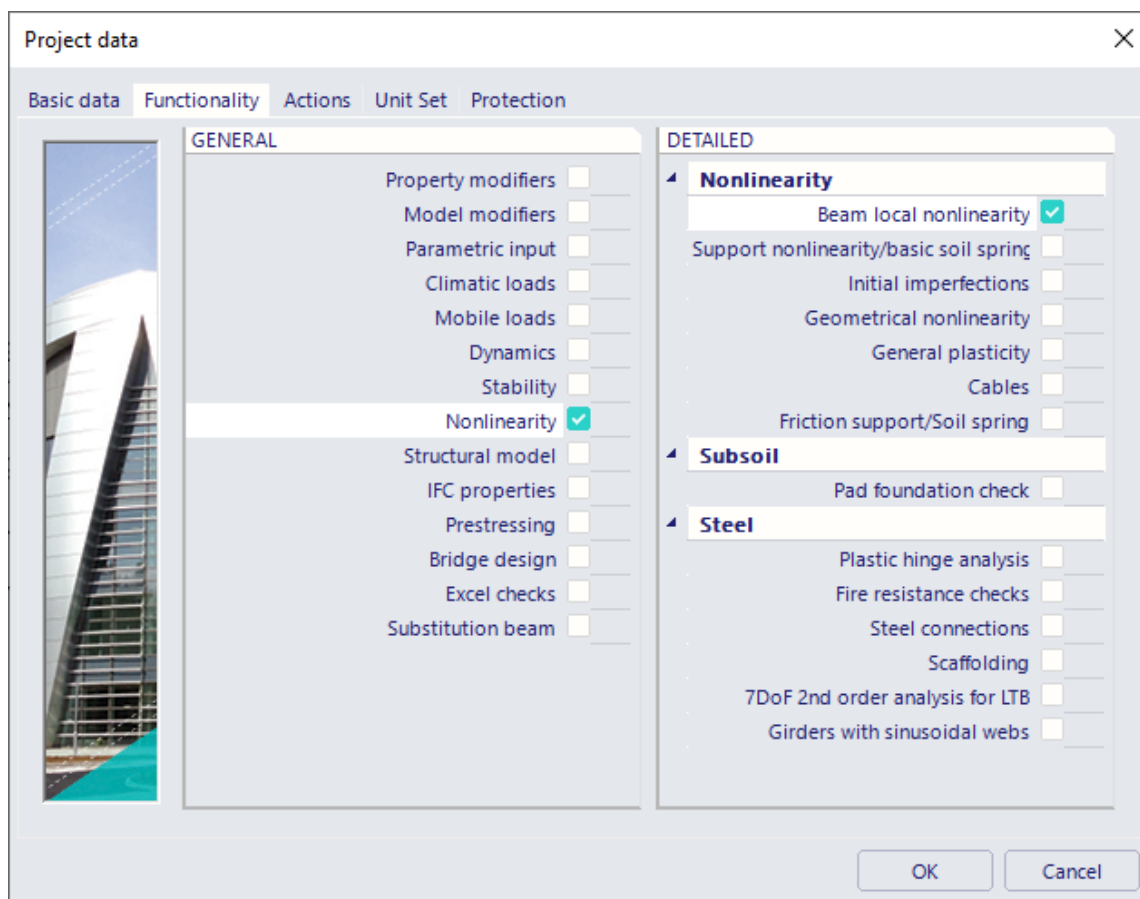 Project data
Basic data Functionality Actions Unit Set Protection
GENERAL
Property modifiers
Model modifiers
Parametric input
Climatic loads
Mobile loads
Dynamics
Stability
Nonlinearity
Structural model
IFC properties
Prestressing
Bridge design
Excel checks
Substitution beam
DETAILED
Nonlinearity
Beam local nonlinearity
Support nonlinearity/basic soil spring
Initial imperfections
Geometrical nonlinearity
General plasticity
Cables
Friction support/Soil spring
Subsoil
Pad foundation check
Steel
Plastic hinge analysis
Fire resistance checks
Steel connections
Scaffolding
7DoF 2nd order analysis for LTB
Girders with sinusoidal webs
OK Cancel